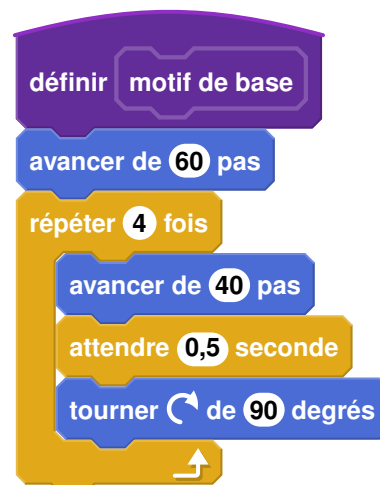 définir motif de base
avancer de 60 pas
répéter 4 fois
avancer de 40 pas
attendre 0,5 seconde
tourner de 90 degrés